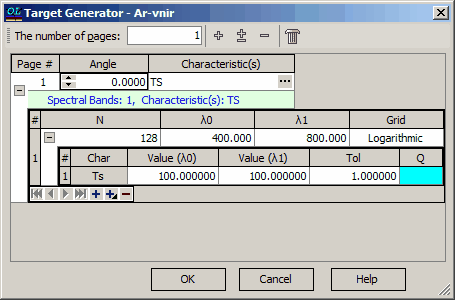 OL Target Generator - Ar-vnir
The number of pages: 1
Page # Angle Characteristic(s)
1 0.0000 TS ...
Spectral Bands: 1, Characteristic(s): TS
# N λ0 λ1 Grid
1 128 400.000 800.000 Logarithmic
# Char Value (λ0) Value (λ1) Tol Q
1 Ts 100.000000 100.000000 1.000000
OK Cancel Help